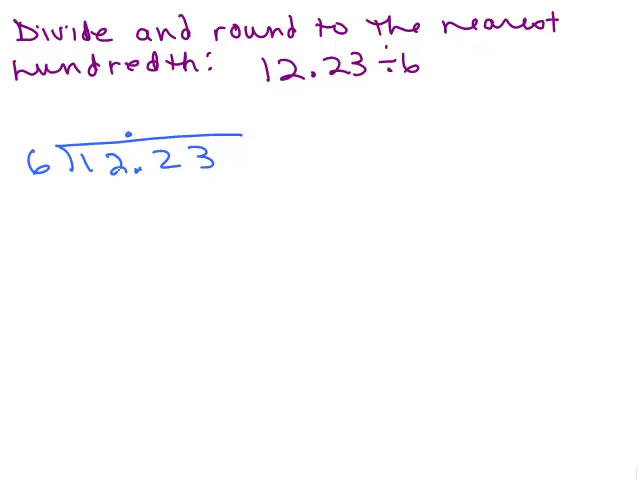 Divide and round to the nearest
hundredth: 12.23 ÷ 6
6)12.23